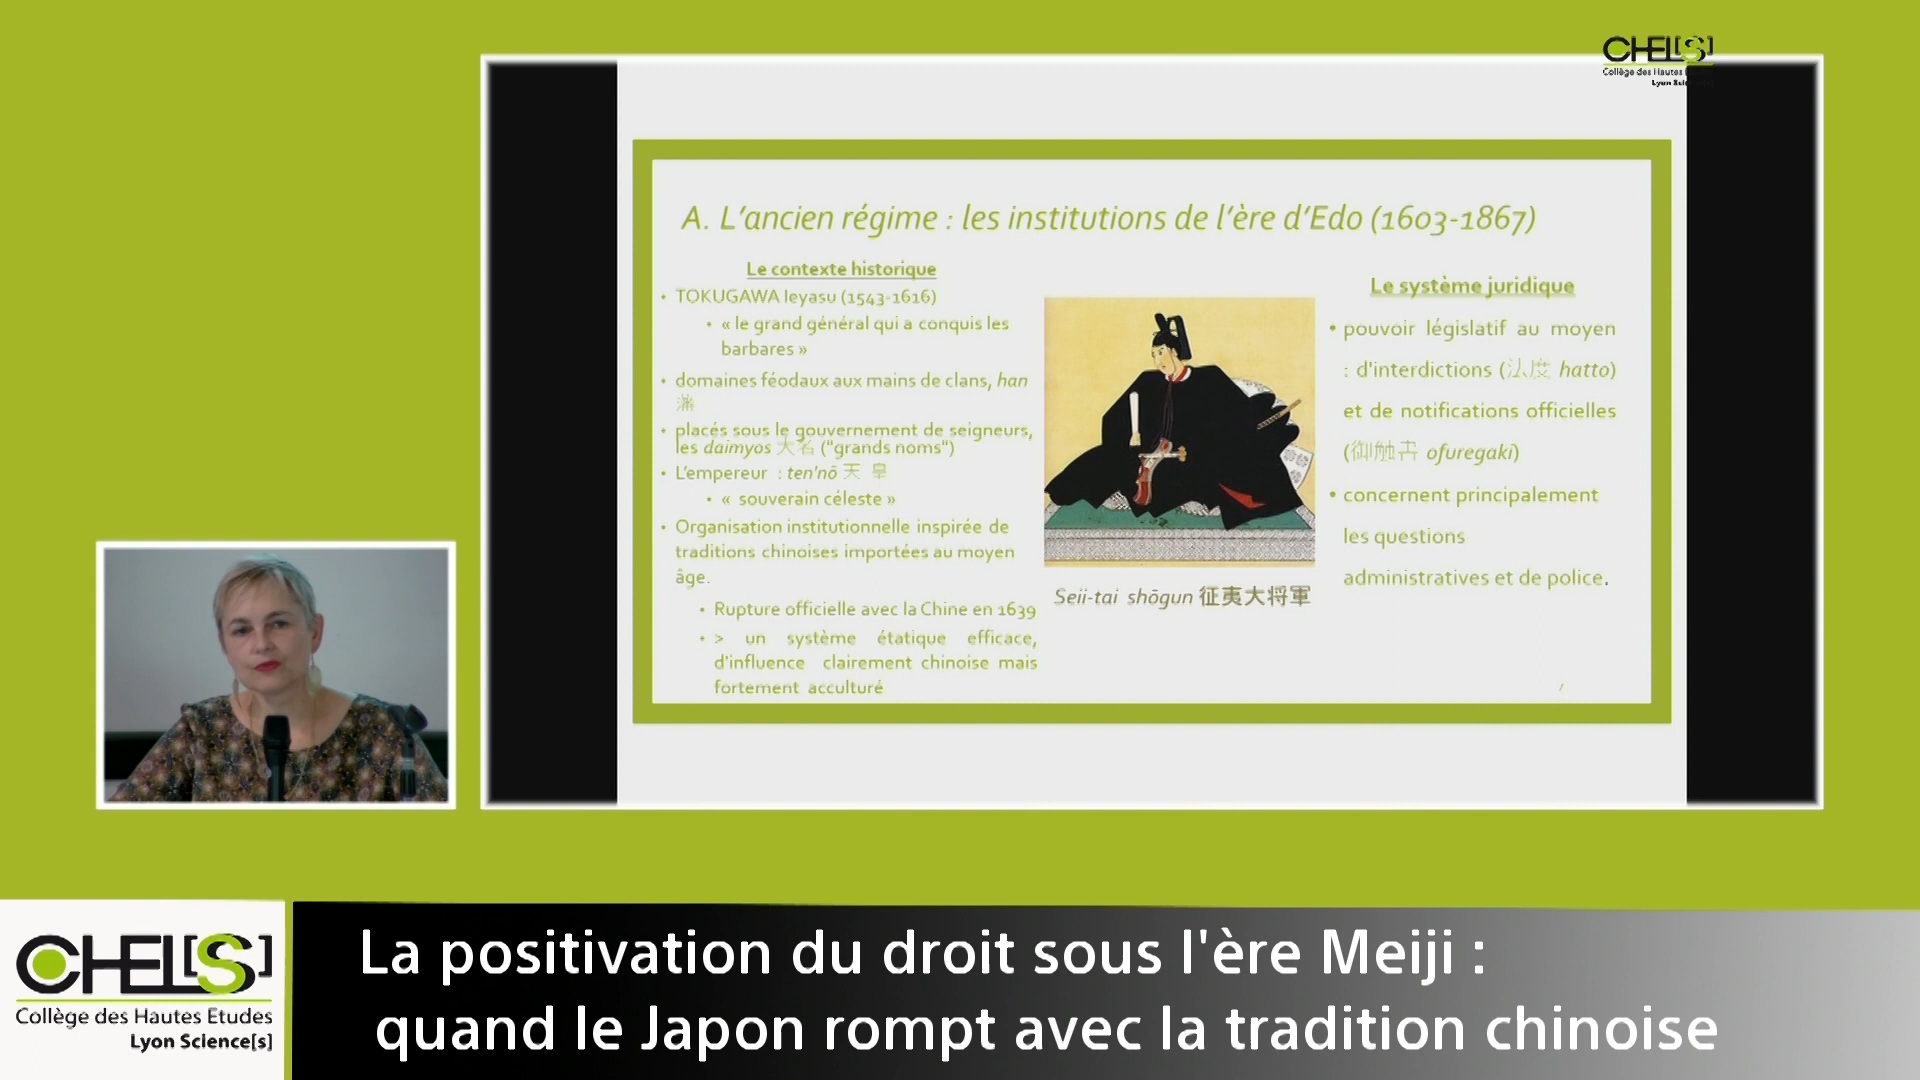 CHEL[S]
Collège des Hautes
A. L'ancien régime : les institutions de l'ère d'Edo (1603-1867)
Le contexte historique
• TOKUGAWA Ieyasu (1543-1616)
• « le grand général qui a conquis les
barbares »
• domaines féodaux aux mains de clans, han
藩
• placés sous le gouvernement de seigneurs,
les daimyos 大名 ("grands noms")
• L'empereur : ten'nō 天 皇
• « souverain céleste »
• Organisation institutionnelle inspirée de
traditions chinoises importées au moyen
âge.
• Rupture officielle avec la Chine en 1639
• > un système étatique efficace,
d'influence clairement chinoise mais
fortement acculturé
Seii-tai shōgun 征夷大将軍
Le système juridique
• pouvoir législatif au moyen
: d'interdictions (法度 hatto)
et de notifications officielles
(御触書 ofuregaki)
• concernent principalement
les questions
administratives et de police.
CHEL[S]
Collège des Hautes Etudes
Lyon Science[s]
La positivation du droit sous l'ère Meiji :
quand le Japon rompt avec la tradition chinoise